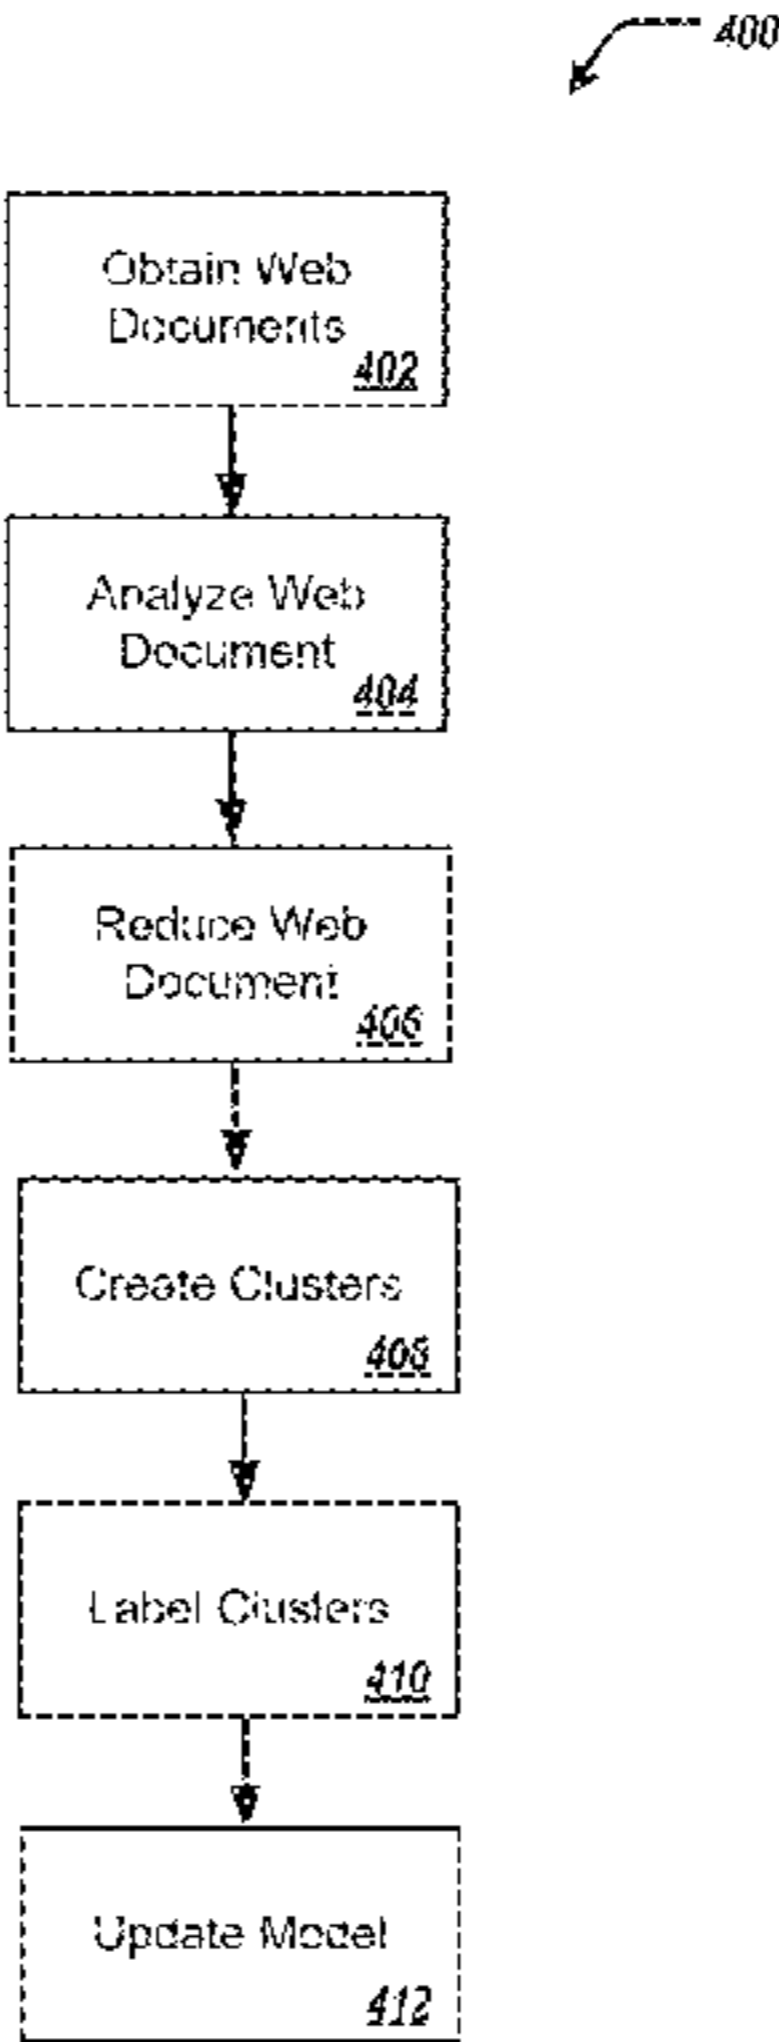 400
Obtain Web
Documents
402
Analyze Web
Document
404
Reduce Web
Document
406
Create Clusters
408
Label Clusters
410
Update Model
412